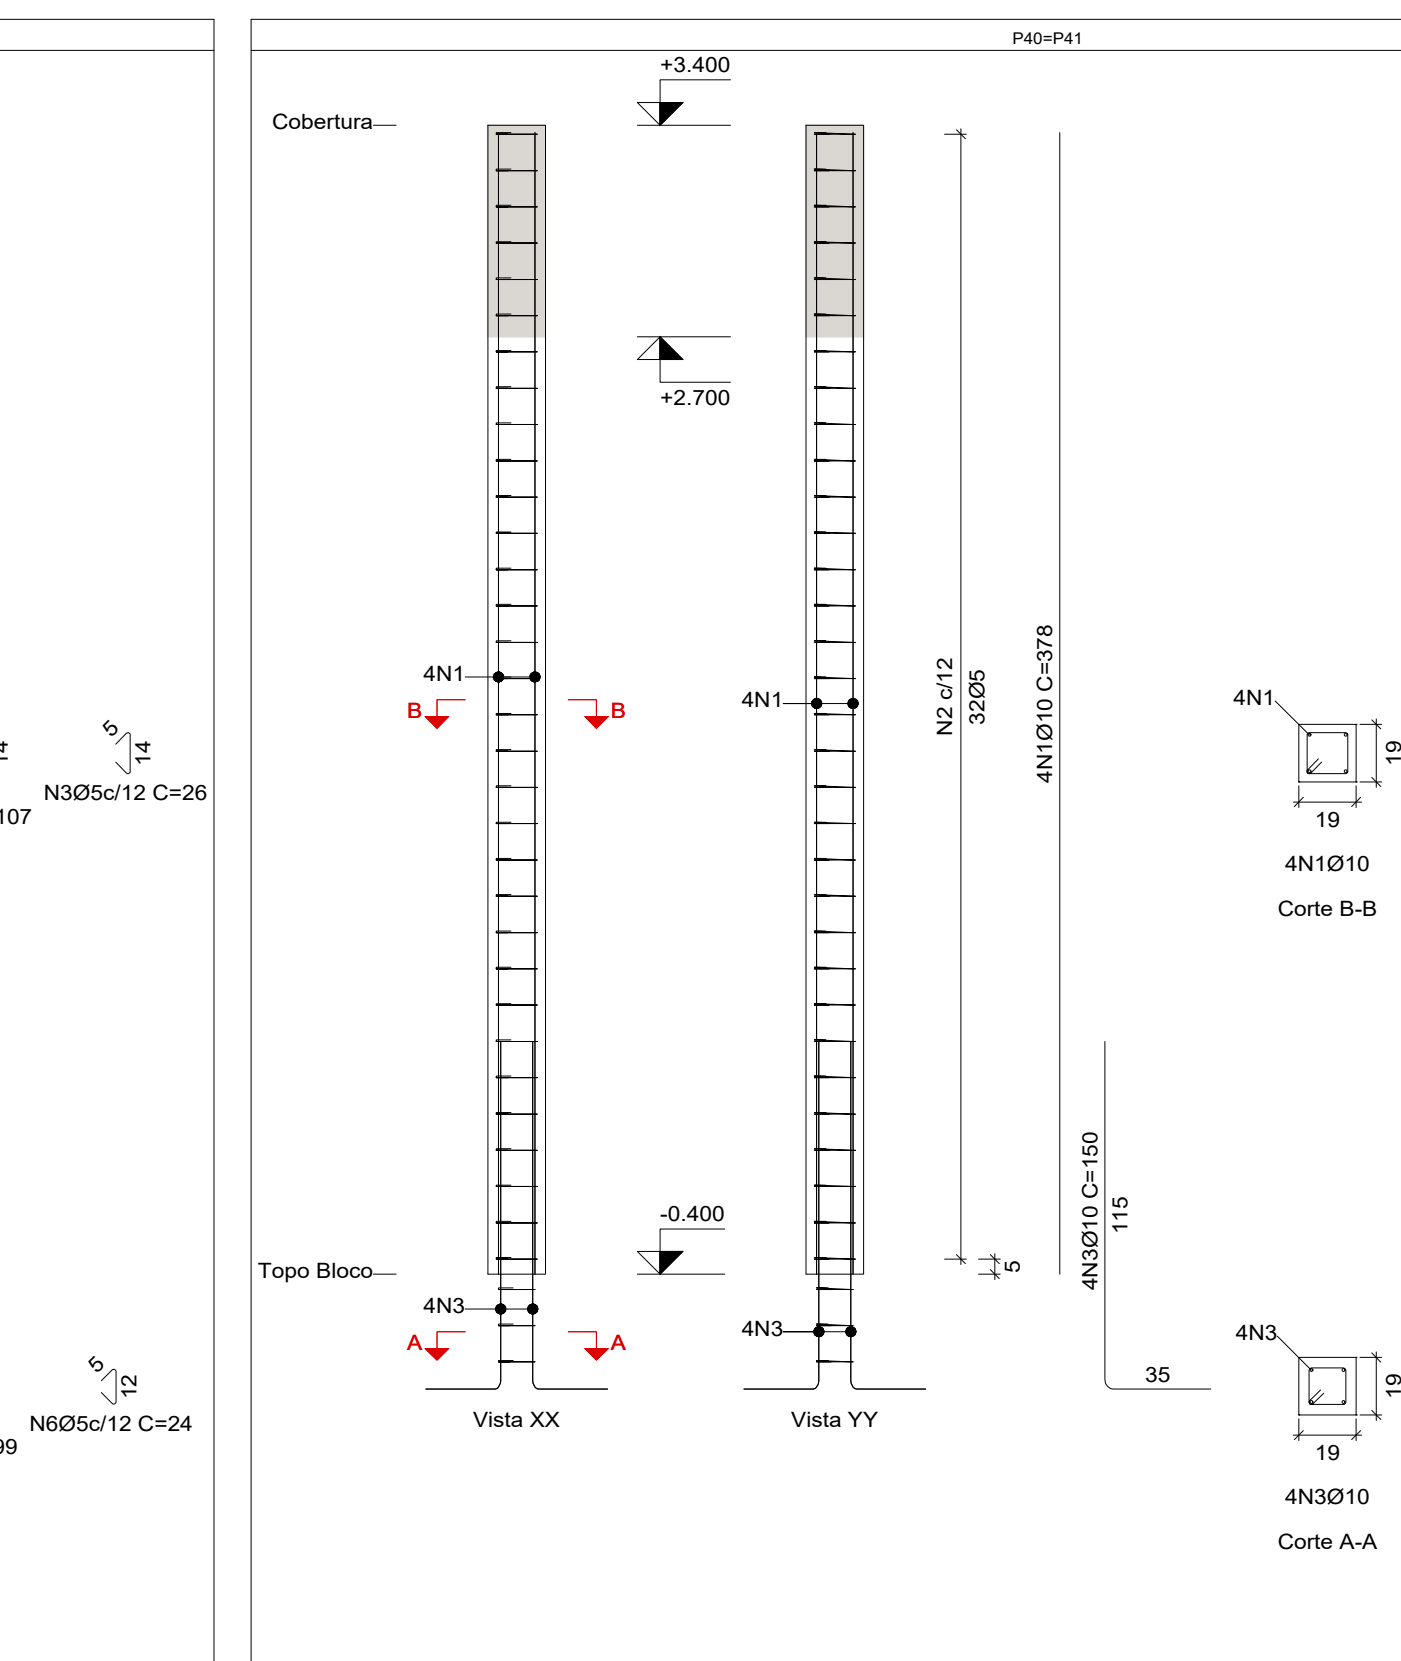 P40=P41
+3.400
Cobertura
+2.700
4N1
B
B
4N1
N2 c/12
32Ø5
4N1Ø10 C=378
4N1
19
19
4N1Ø10
Corte B-B
14
5
14
N3Ø5c/12 C=26
107
-0.400
Topo Bloco
5
4N3Ø10 C=150
115
35
4N3
A
A
4N3
Vista XX
Vista YY
4N3
19
19
4N3Ø10
Corte A-A
5
12
N6Ø5c/12 C=24
99